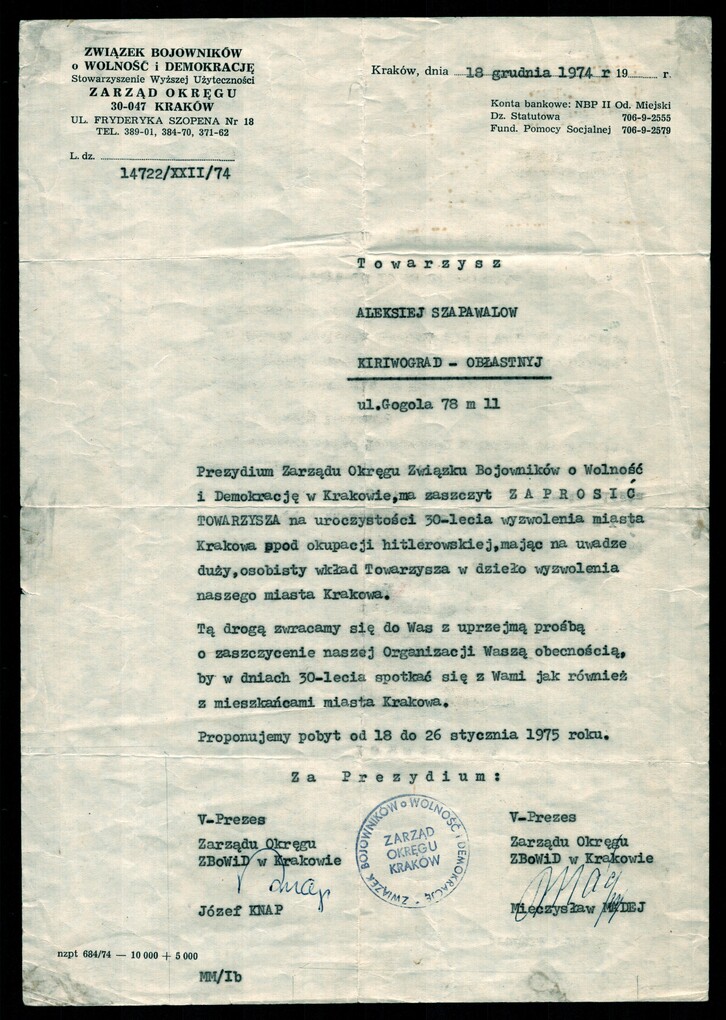 ZWIĄZEK BOJOWNIKÓW
o WOLNOŚĆ i DEMOKRACJĘ
Stowarzyszenie Wyższej Użyteczności
ZARZĄD OKRĘGU
30-047 KRAKÓW
UL. FRYDERYKA SZOPENA Nr 18
TEL. 389-01, 384-70, 371-62
L. dz.
14722/XXII/74
Kraków, dnia 18 grudnia 1974 r 19 r.
Konta bankowe: NBP II Od. Miejski
Dz. Statutowa 706-9-2555
Fund. Pomocy Socjalnej 706-9-2579
Towarzysz
ALEKSIEJ SZAPAWALOW
KIRIWOGRAD - OBŁASTNYJ
ul.Gogola 78 m 11
Prezydium Zarządu Okręgu Związku Bojowników o Wolność
i Demokrację w Krakowie,ma zaszczyt ZAPROSIĆ
TOWARZYSZA na uroczystości 30-lecia wyzwolenia miasta
Krakowa spod okupacji hitlerowskiej,mając na uwadze
duży,osobisty wkład Towarzysza w dzieło wyzwolenia
naszego miasta Krakowa.
Tą drogą zwracamy się do Was z uprzejmą prośbą
o zaszczycenie naszej Organizacji Waszą obecnością,
by w dniach 30-lecia spotkać się z Wami jak również
z mieszkańcami miasta Krakowa.
Proponujemy pobyt od 18 do 26 stycznia 1975 roku.
Za Prezydium:
V-Prezes
Zarządu Okręgu
ZBoWiD w Krakowie
Józef KNAP
ZWIĄZEK BOJOWNIKÓW o WOLNOŚĆ i DEMOKRACJĘ
ZARZĄD
OKRĘGU
KRAKÓW
V-Prezes
Zarządu Okręgu
ZBoWiD w Krakowie
Mieczysław MADEJ
nzpt 684/74 — 10 000 + 5 000
MM/Ib